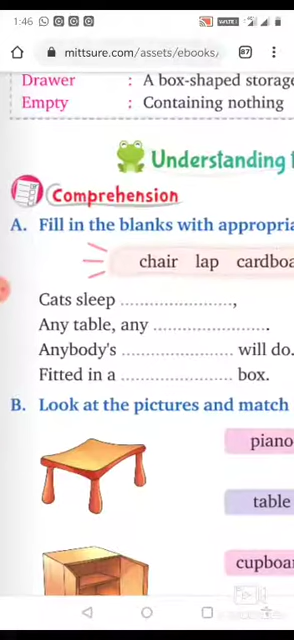 1:46
mittsure.com/assets/ebooks/
87
Drawer : A box-shaped storage
Empty : Containing nothing
Understanding t
Comprehension
A. Fill in the blanks with appropria
chair lap cardboa
Cats sleep ........................,
Any table, any ........................
Anybody's ........................ will do.
Fitted in a ........................ box.
B. Look at the pictures and match
piano
table
cupboar